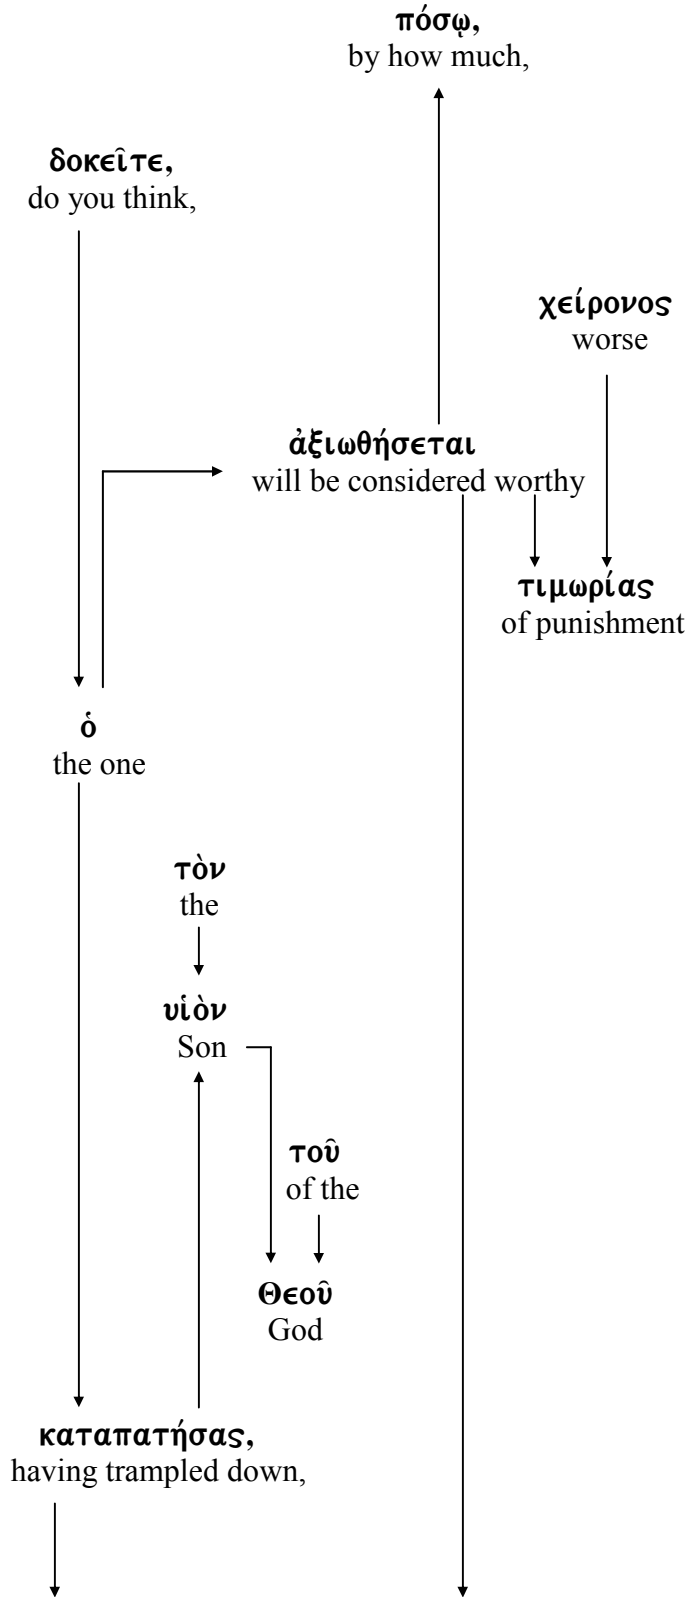 πόσῳ,
by how much,
δοκεῖτε,
do you think,
χείρονος
worse
ἀξιωθήσεται
will be considered worthy
τιμωρίας
of punishment
ὁ
the one
τὸν
the
υἱὸν
Son
τοῦ
of the
Θεοῦ
God
καταπατήσας,
having trampled down,